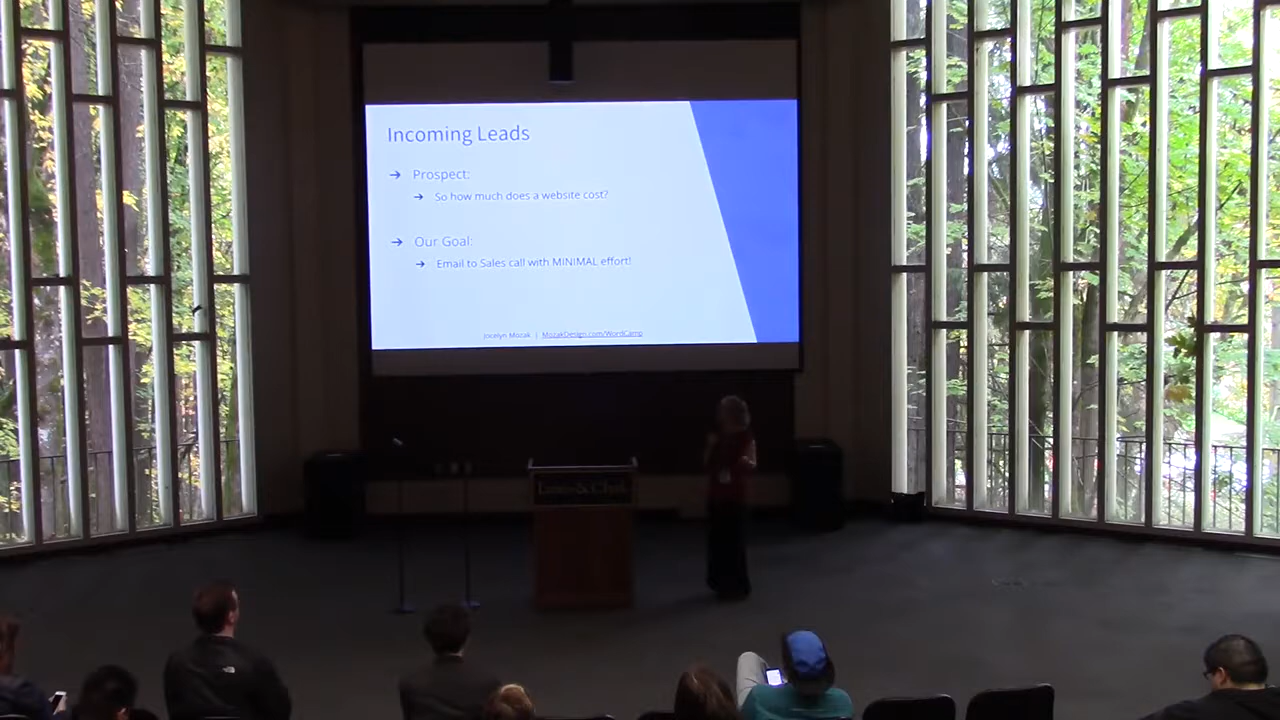 Incoming Leads
→ Prospect:
→ So how much does a website cost?
→ Our Goal:
→ Email to Sales call with MINIMAL effort!
Jocelyn Mozak | MozakDesign.com/WordCamp
Lewis & Clark